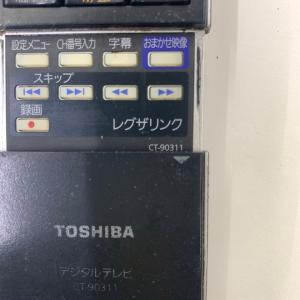 設定メニュー CH番号入力 字幕 おまかせ映像
スキップ
録画
レグザリンク
CT-90311
TOSHIBA
デジタルテレビ
CT-90311